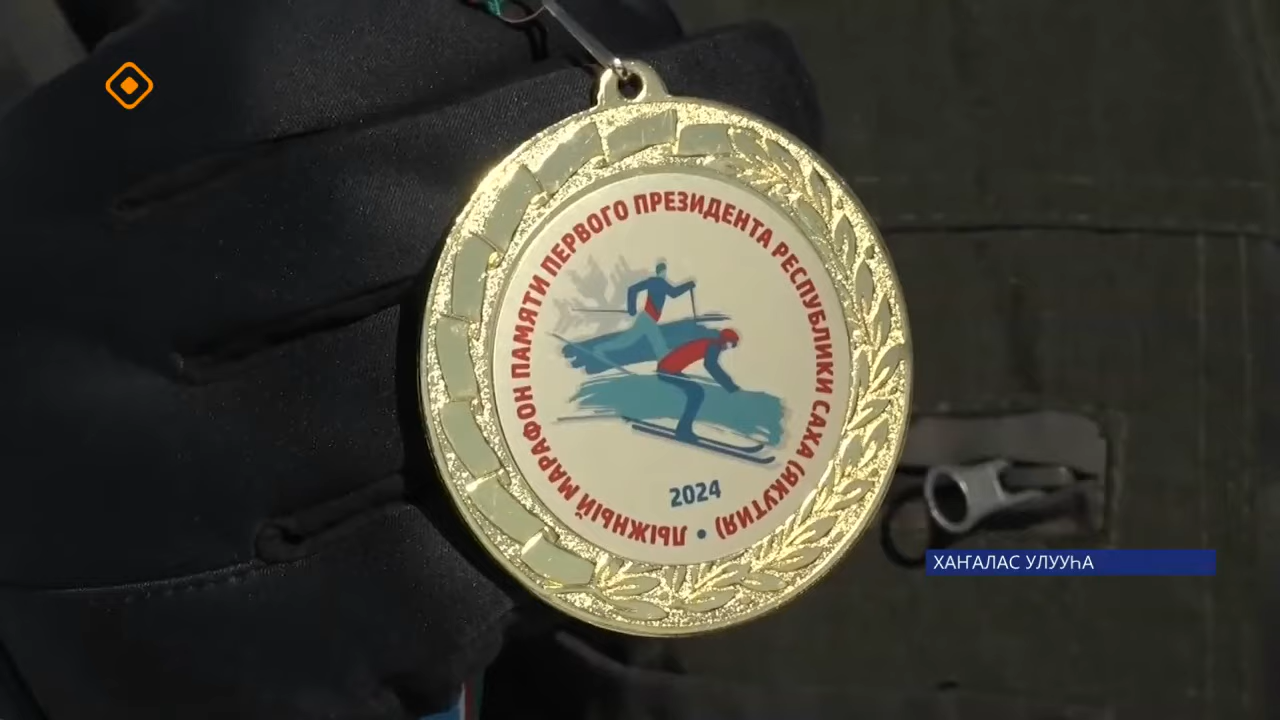 ЛЫЖНЫЙ МАРАФОН ПАМЯТИ ПЕРВОГО ПРЕЗИДЕНТА РЕСПУБЛИКИ САХА (ЯКУТИЯ) •
2024
ХАҤАЛАС УЛУУҺА